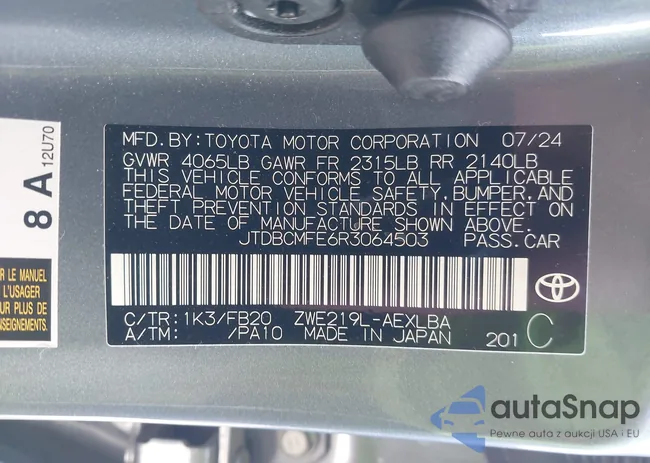 MFD. BY: TOYOTA MOTOR CORPORATION 07/24
GVWR 4065LB GAWR FR 2315LB RR 2140LB
THIS VEHICLE CONFORMS TO ALL APPLICABLE
FEDERAL MOTOR VEHICLE SAFETY, BUMPER, AND
THEFT PREVENTION STANDARDS IN EFFECT ON
THE DATE OF MANUFACTURE SHOWN ABOVE.
JTDBCMFE6R3064503 PASS. CAR
C/TR: 1K3/FB20 ZWE219L-AEXLBA
A/TM: /PA10 MADE IN JAPAN 201 C
8 A 12U70
R LE MANUEL
L'USAGER
UR PLUS DE
NSEIGNEMENTS.
autaSnap
Pewne auta z aukcji USA i EU